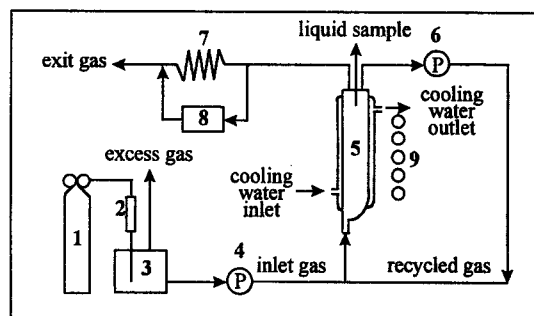 liquid sample
6
P
7
exit gas
8
cooling
water
outlet
5
9
excess gas
cooling
water
inlet
2
1
3
4
P
inlet gas
recycled gas